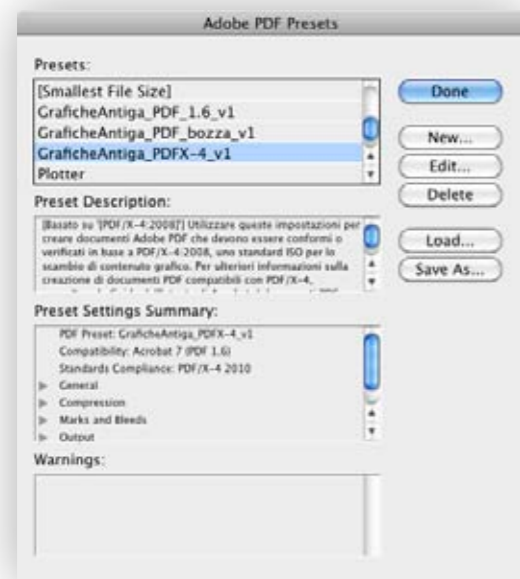 Adobe PDF Presets
Presets:
[Smallest File Size]
GraficheAntiga_PDF_1.6_v1
GraficheAntiga_PDF_bozza_v1
GraficheAntiga_PDFX-4_v1
Plotter
Done
New...
Edit...
Delete
Load...
Save As...
Preset Description:
[Basato su '[PDF/X-4:2008]'] Utilizzare queste impostazioni per
creare documenti Adobe PDF che devono essere conformi o
verificati in base a PDF/X-4:2008, uno standard ISO per lo
scambio di contenuto grafico. Per ulteriori informazioni sulla
creazione di documenti PDF compatibili con PDF/X-4,
Preset Settings Summary:
PDF Preset: GraficheAntiga_PDFX-4_v1
Compatibility: Acrobat 7 (PDF 1.6)
Standards Compliance: PDF/X-4 2010
General
Compression
Marks and Bleeds
Output
Warnings: